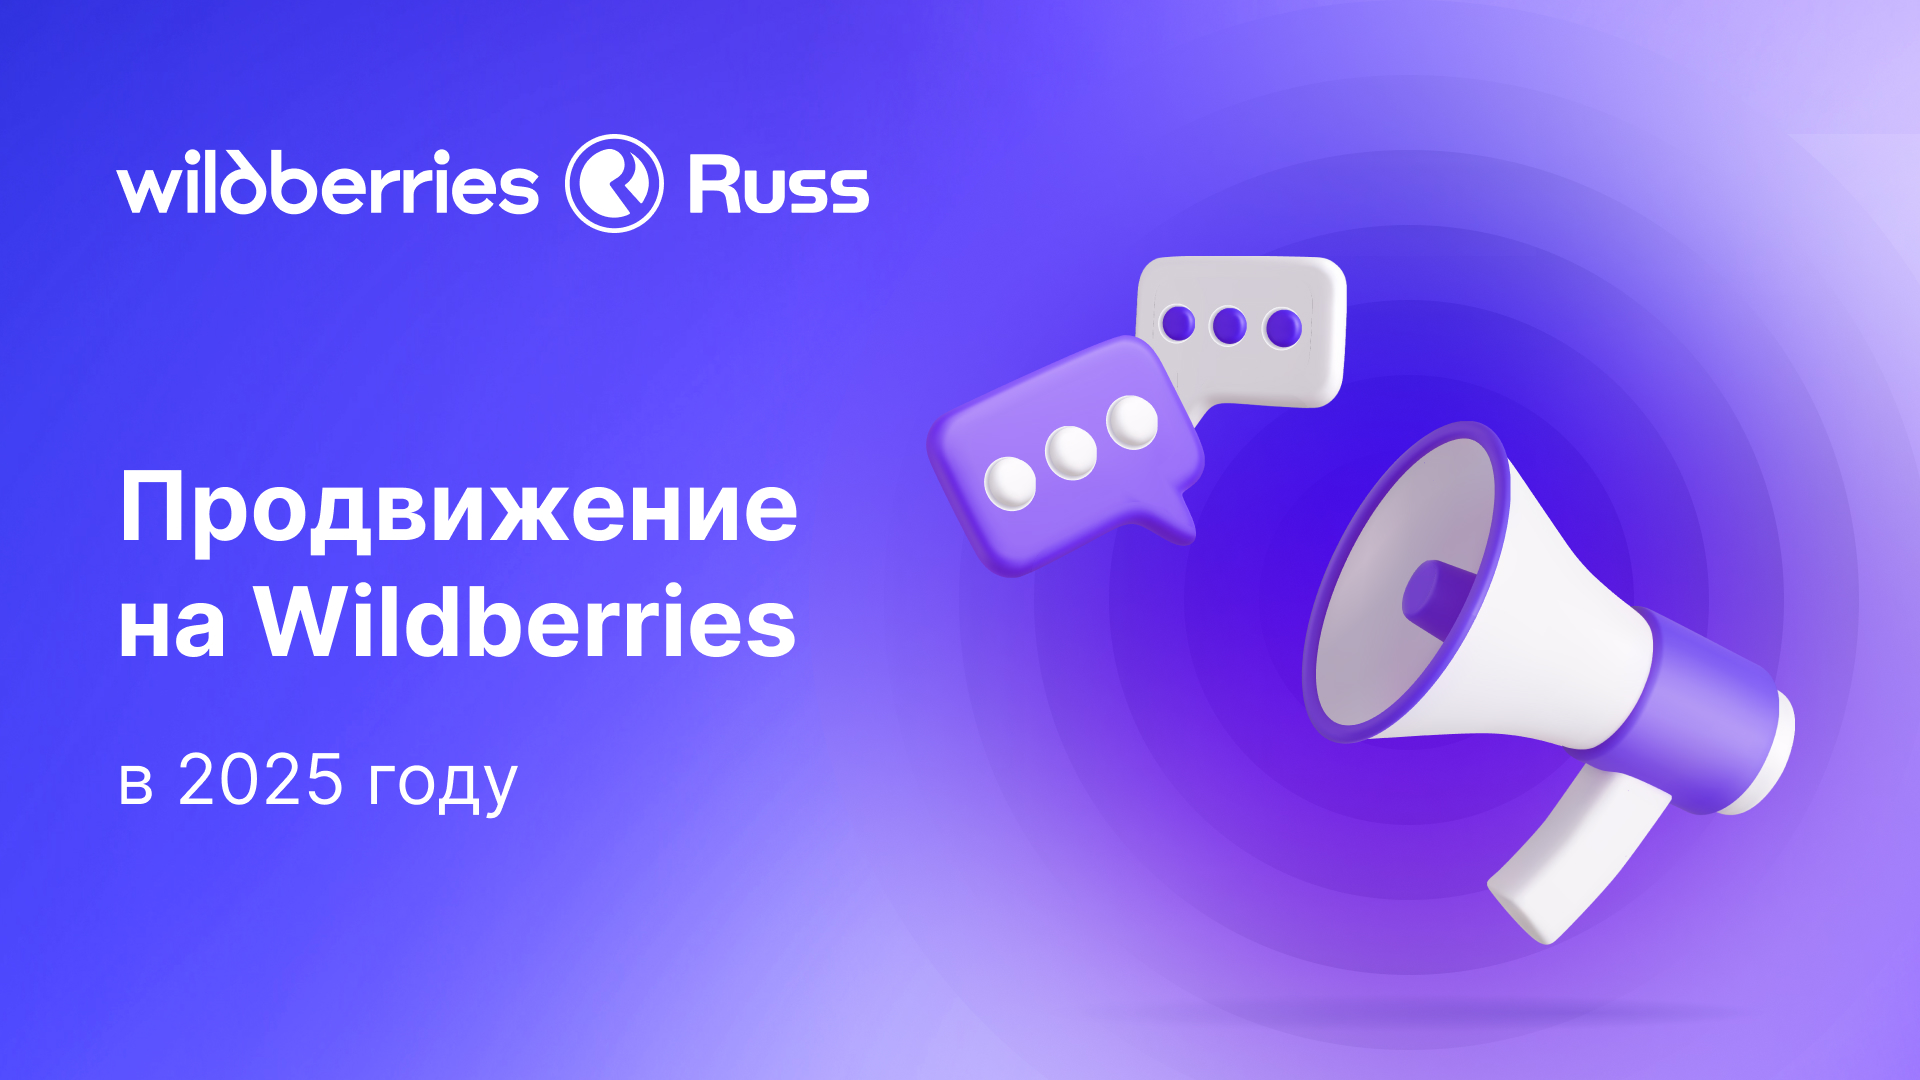 wildberries Russ
Продвижение
на Wildberries
в 2025 году